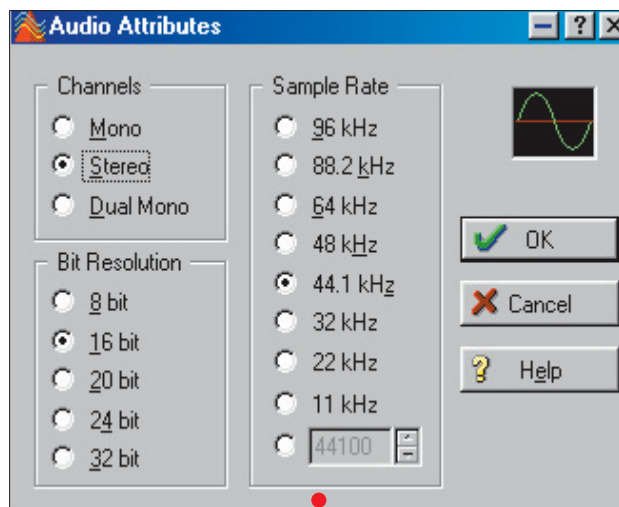 Audio Attributes
Channels
Mono
Stereo
Dual Mono
Bit Resolution
8 bit
16 bit
20 bit
24 bit
32 bit
Sample Rate
96 kHz
88.2 kHz
64 kHz
48 kHz
44.1 kHz
32 kHz
22 kHz
11 kHz
44100
OK
Cancel
Help